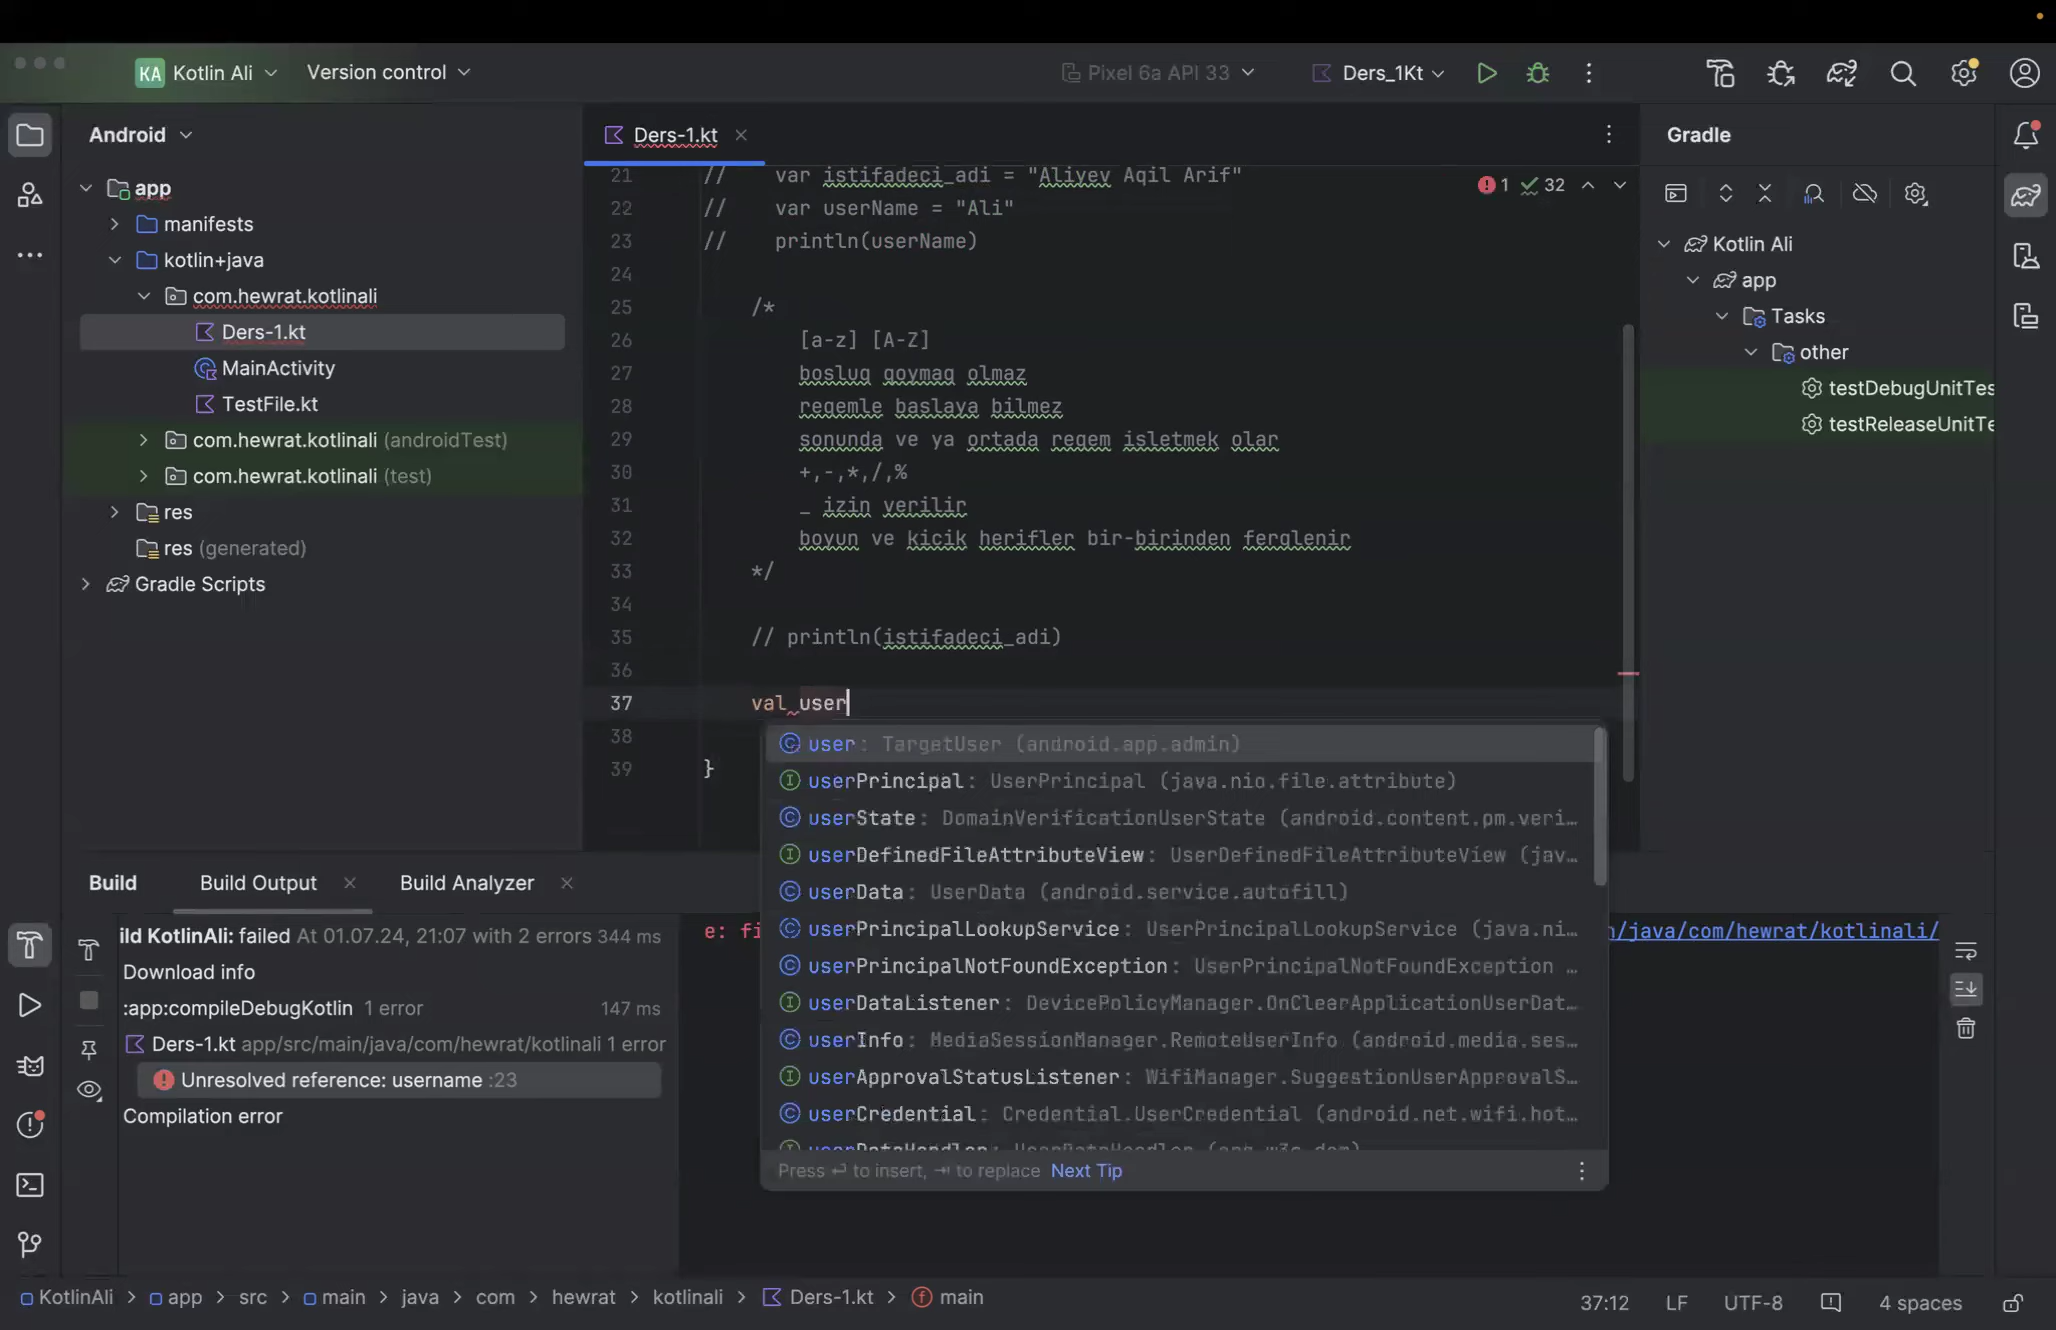 KA Kotlin Ali
Version control
Pixel 6a API 33
Ders_1Kt
Android
app
manifests
kotlin+java
com.hewrat.kotlinali
Ders-1.kt
MainActivity
TestFile.kt
com.hewrat.kotlinali (androidTest)
com.hewrat.kotlinali (test)
res
res (generated)
Gradle Scripts
Ders-1.kt
1 32
21 // var istifadeci_adi = "Aliyev Aqil Arif"
22 // var userName = "Ali"
23 // println(userName)
24
25 /*
26 [a-z] [A-Z]
27 bosluq qoymaq olmaz
28 reqemle baslaya bilmez
29 sonunda ve ya ortada reqem isletmek olar
30 +,-,*,/,%
31 _ izin verilir
32 boyun ve kicik herifler bir-birinden ferqlenir
33 */
34
35 // println(istifadeci_adi)
36
37 val user
38
39 }
user: TargetUser (android.app.admin)
userPrincipal: UserPrincipal (java.nio.file.attribute)
userState: DomainVerificationUserState (android.content.pm.veri…
userDefinedFileAttributeView: UserDefinedFileAttributeView (jav…
userData: UserData (android.service.autofill)
userPrincipalLookupService: UserPrincipalLookupService (java.ni…
userPrincipalNotFoundException: UserPrincipalNotFoundException …
userDataListener: DevicePolicyManager.OnClearApplicationUserDat…
userInfo: MediaSessionManager.RemoteUserInfo (android.media.ses…
userApprovalStatusListener: WifiManager.SuggestionUserApprovalS…
userCredential: Credential.UserCredential (android.net.wifi.hot…
userDataHandler: UserDataHandler (org.w3c.dom)
Press ↵ to insert, ⇥ to replace Next Tip
Gradle
Kotlin Ali
app
Tasks
other
testDebugUnitTes
testReleaseUnitTe
Build
Build Output
Build Analyzer
ild KotlinAli: failed At 01.07.24, 21:07 with 2 errors 344 ms
Download info
:app:compileDebugKotlin 1 error 147 ms
Ders-1.kt app/src/main/java/com/hewrat/kotlinali 1 error
Unresolved reference: username :23
Compilation error
e: fi
/java/com/hewrat/kotlinali/
KotlinAli > app > src > main > java > com > hewrat > kotlinali > Ders-1.kt > main
37:12 LF UTF-8 4 spaces